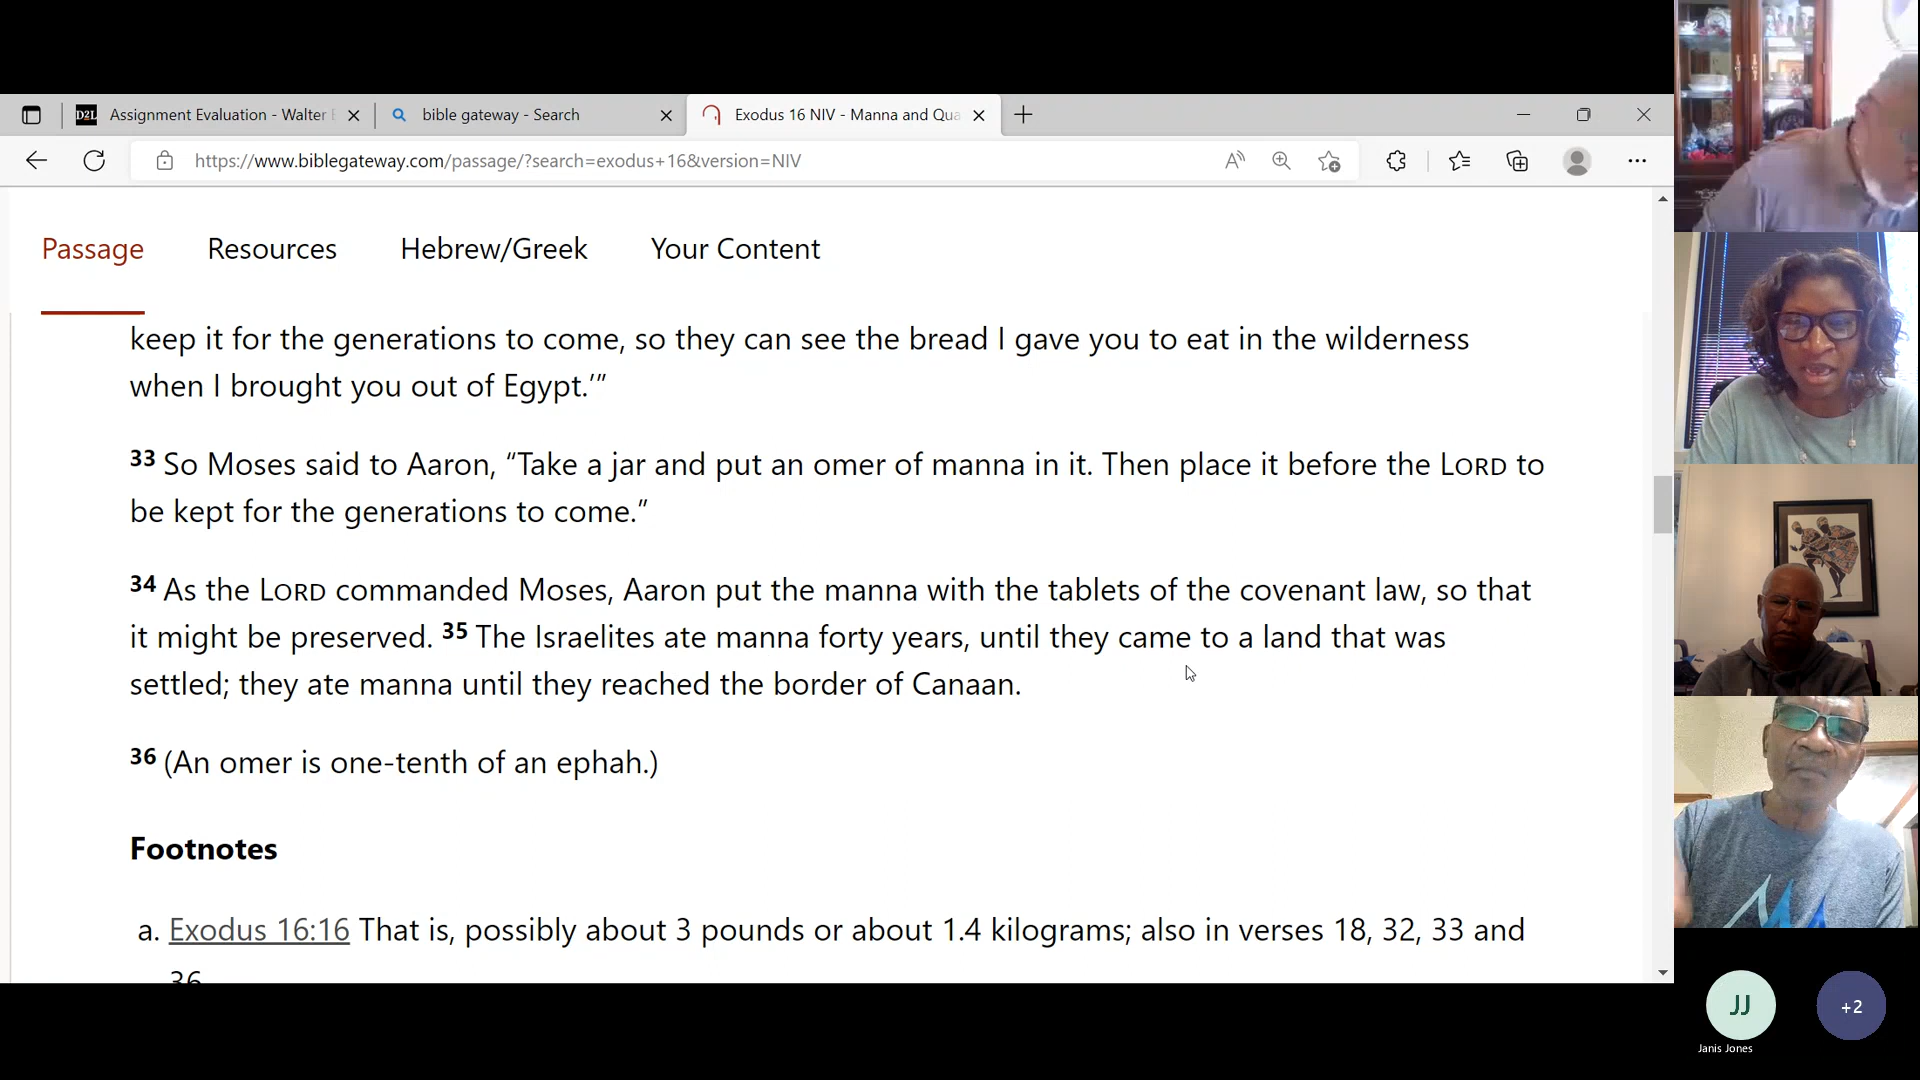 D2L Assignment Evaluation - Walter
bible gateway - Search
Exodus 16 NIV - Manna and Qua
https://www.biblegateway.com/passage/?search=exodus+16&version=NIV
Passage
Resources
Hebrew/Greek
Your Content
keep it for the generations to come, so they can see the bread I gave you to eat in the wilderness
when I brought you out of Egypt.’”
33 So Moses said to Aaron, “Take a jar and put an omer of manna in it. Then place it before the LORD to
be kept for the generations to come.”
34 As the LORD commanded Moses, Aaron put the manna with the tablets of the covenant law, so that
it might be preserved. 35 The Israelites ate manna forty years, until they came to a land that was
settled; they ate manna until they reached the border of Canaan.
36 (An omer is one-tenth of an ephah.)
Footnotes
a. Exodus 16:16 That is, possibly about 3 pounds or about 1.4 kilograms; also in verses 18, 32, 33 and
36
JJ
+2
Janis Jones